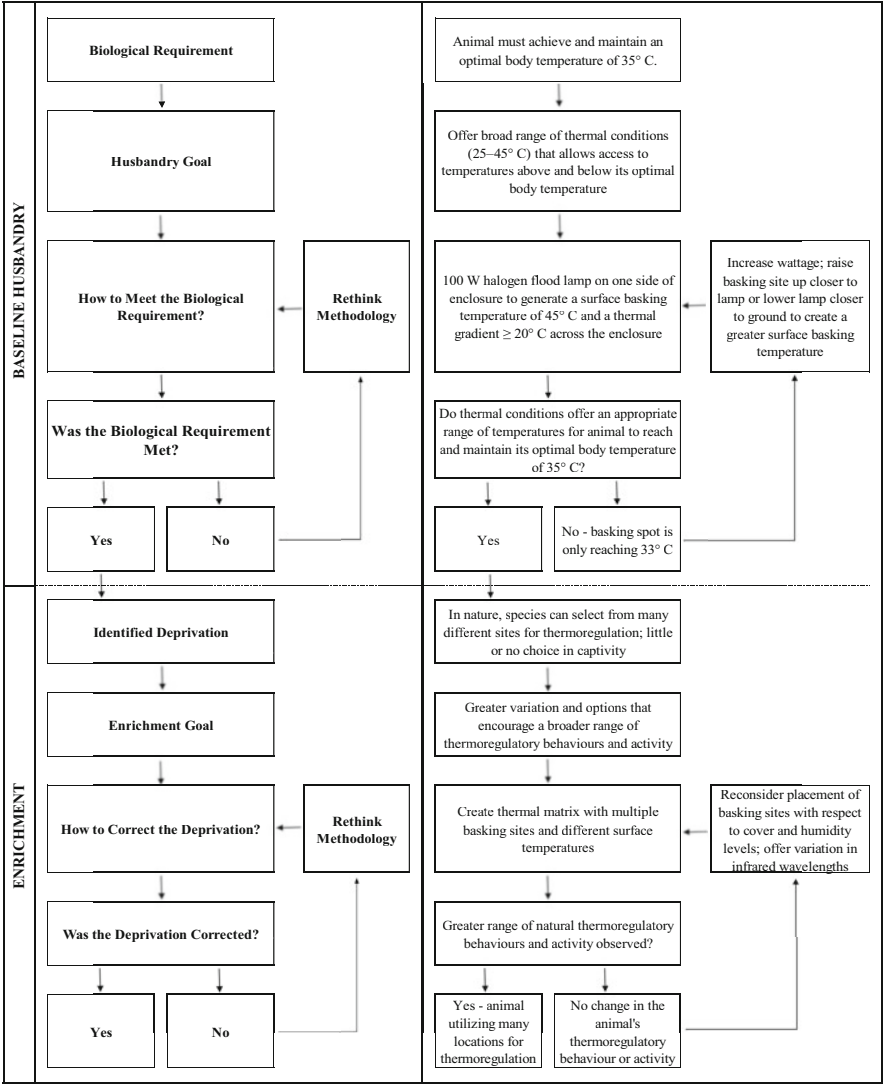 BASELINE HUSBANDRY
Biological Requirement
Husbandry Goal
How to Meet the Biological
Requirement?
Rethink
Methodology
Was the Biological Requirement
Met?
Yes
No
Animal must achieve and maintain an
optimal body temperature of 35° C.
Offer broad range of thermal conditions
(25–45° C) that allows access to
temperatures above and below its optimal
body temperature
100 W halogen flood lamp on one side of
enclosure to generate a surface basking
temperature of 45° C and a thermal
gradient ≥ 20° C across the enclosure
Increase wattage; raise
basking site up closer to
lamp or lower lamp closer
to ground to create a
greater surface basking
temperature
Do thermal conditions offer an appropriate
range of temperatures for animal to reach
and maintain its optimal body temperature
of 35° C?
Yes
No - basking spot is
only reaching 33° C
ENRICHMENT
Identified Deprivation
Enrichment Goal
How to Correct the Deprivation?
Rethink
Methodology
Was the Deprivation Corrected?
Yes
No
In nature, species can select from many
different sites for thermoregulation; little
or no choice in captivity
Greater variation and options that
encourage a broader range of
thermoregulatory behaviours and activity
Create thermal matrix with multiple
basking sites and different surface
temperatures
Reconsider placement of
basking sites with respect
to cover and humidity
levels; offer variation in
infrared wavelengths
Greater range of natural thermoregulatory
behaviours and activity observed?
Yes - animal
utilizing many
locations for
thermoregulation
No change in the
animal's
thermoregulatory
behaviour or activity